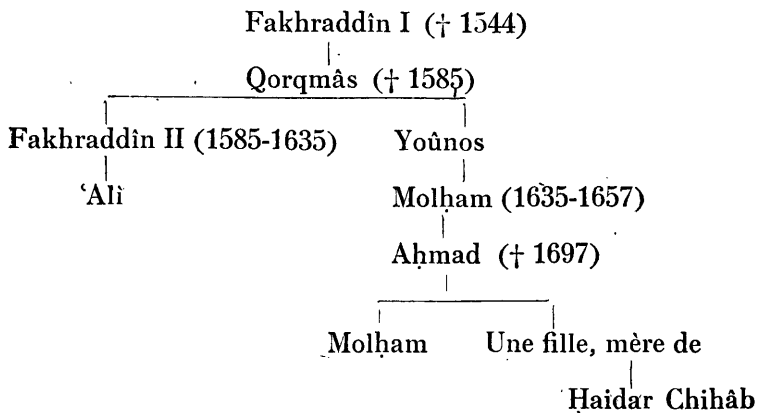 Fakhraddîn I († 1544)
Qorqmâs († 1585)
Fakhraddîn II (1585-1635) Yoûnos
‘Alî Molḥam (1635-1657)
Aḥmad († 1697)
Molḥam Une fille, mère de
Ḥaidar Chihâb